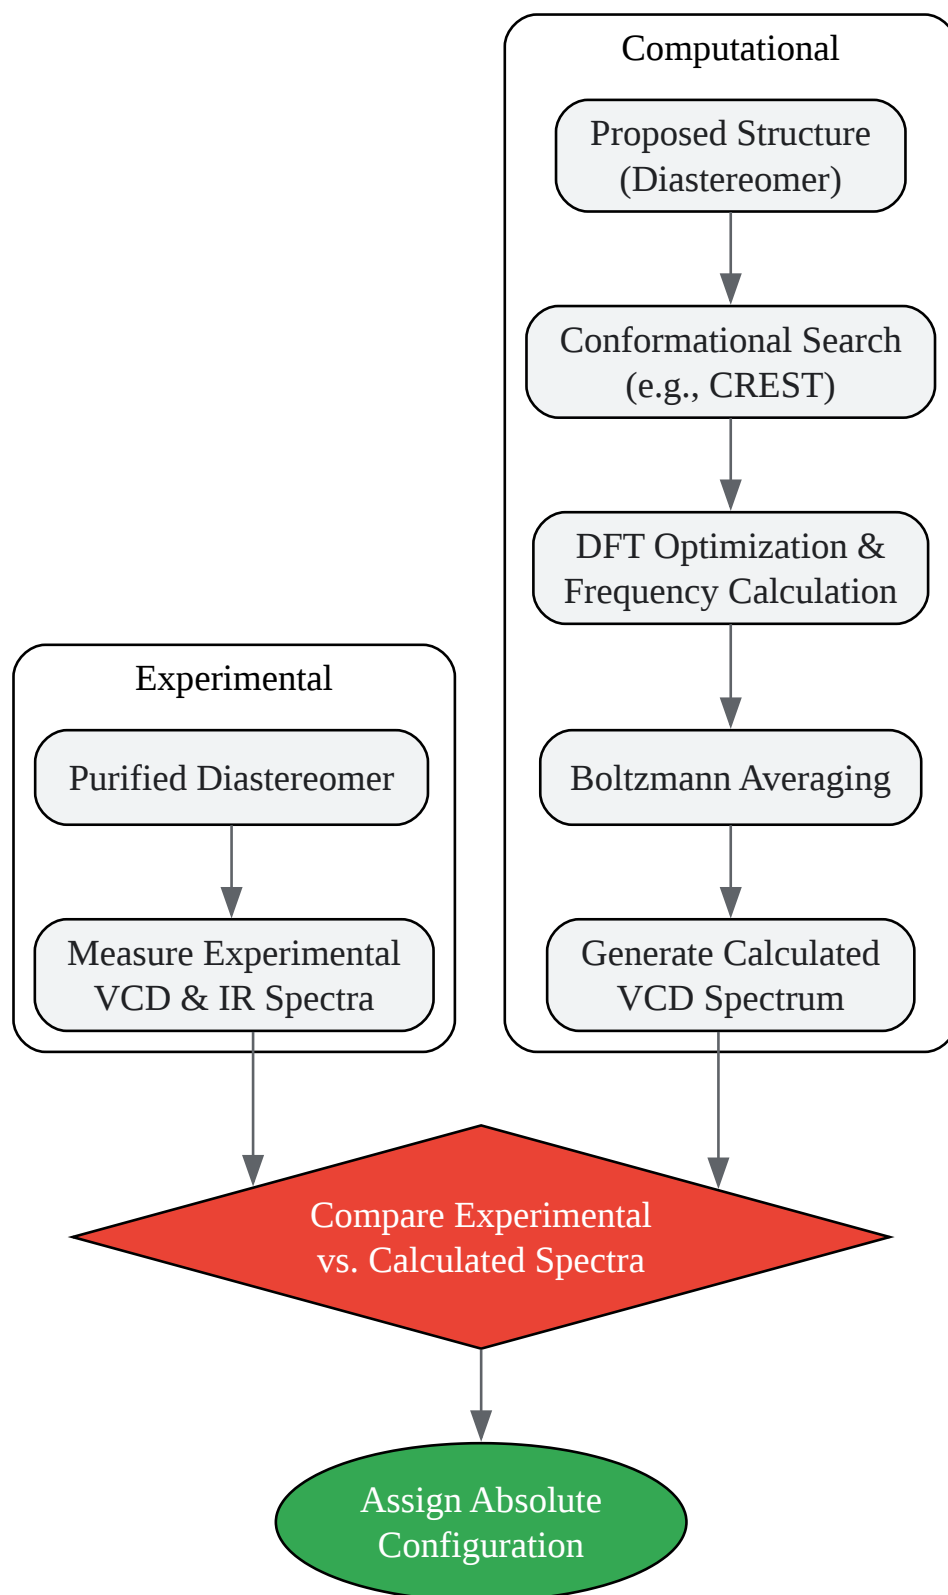 Computational
Proposed Structure
(Diastereomer)
Conformational Search
(e.g., CREST)
DFT Optimization &
Frequency Calculation
Boltzmann Averaging
Generate Calculated
VCD Spectrum
Experimental
Purified Diastereomer
Measure Experimental
VCD & IR Spectra
Compare Experimental
vs. Calculated Spectra
Assign Absolute
Configuration